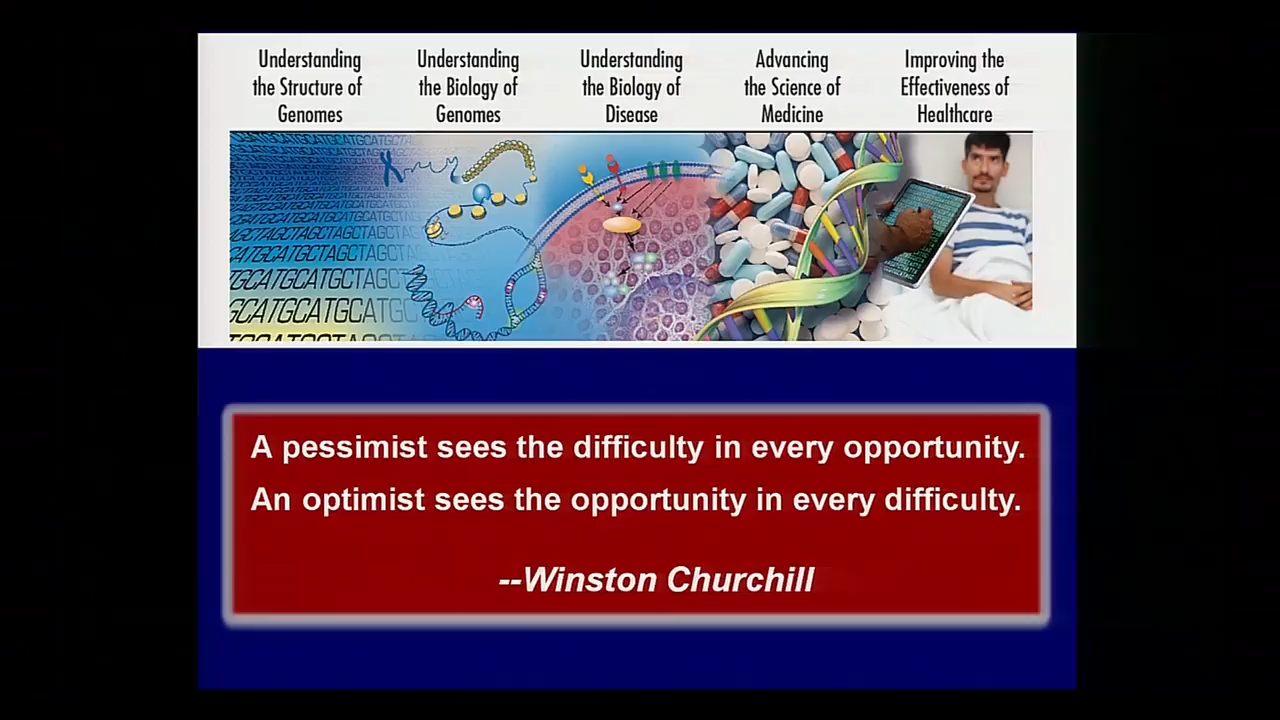 Understanding
the Structure of
Genomes
Understanding
the Biology of
Genomes
Understanding
the Biology of
Disease
Advancing
the Science of
Medicine
Improving the
Effectiveness of
Healthcare
A pessimist sees the difficulty in every opportunity.
An optimist sees the opportunity in every difficulty.
--Winston Churchill